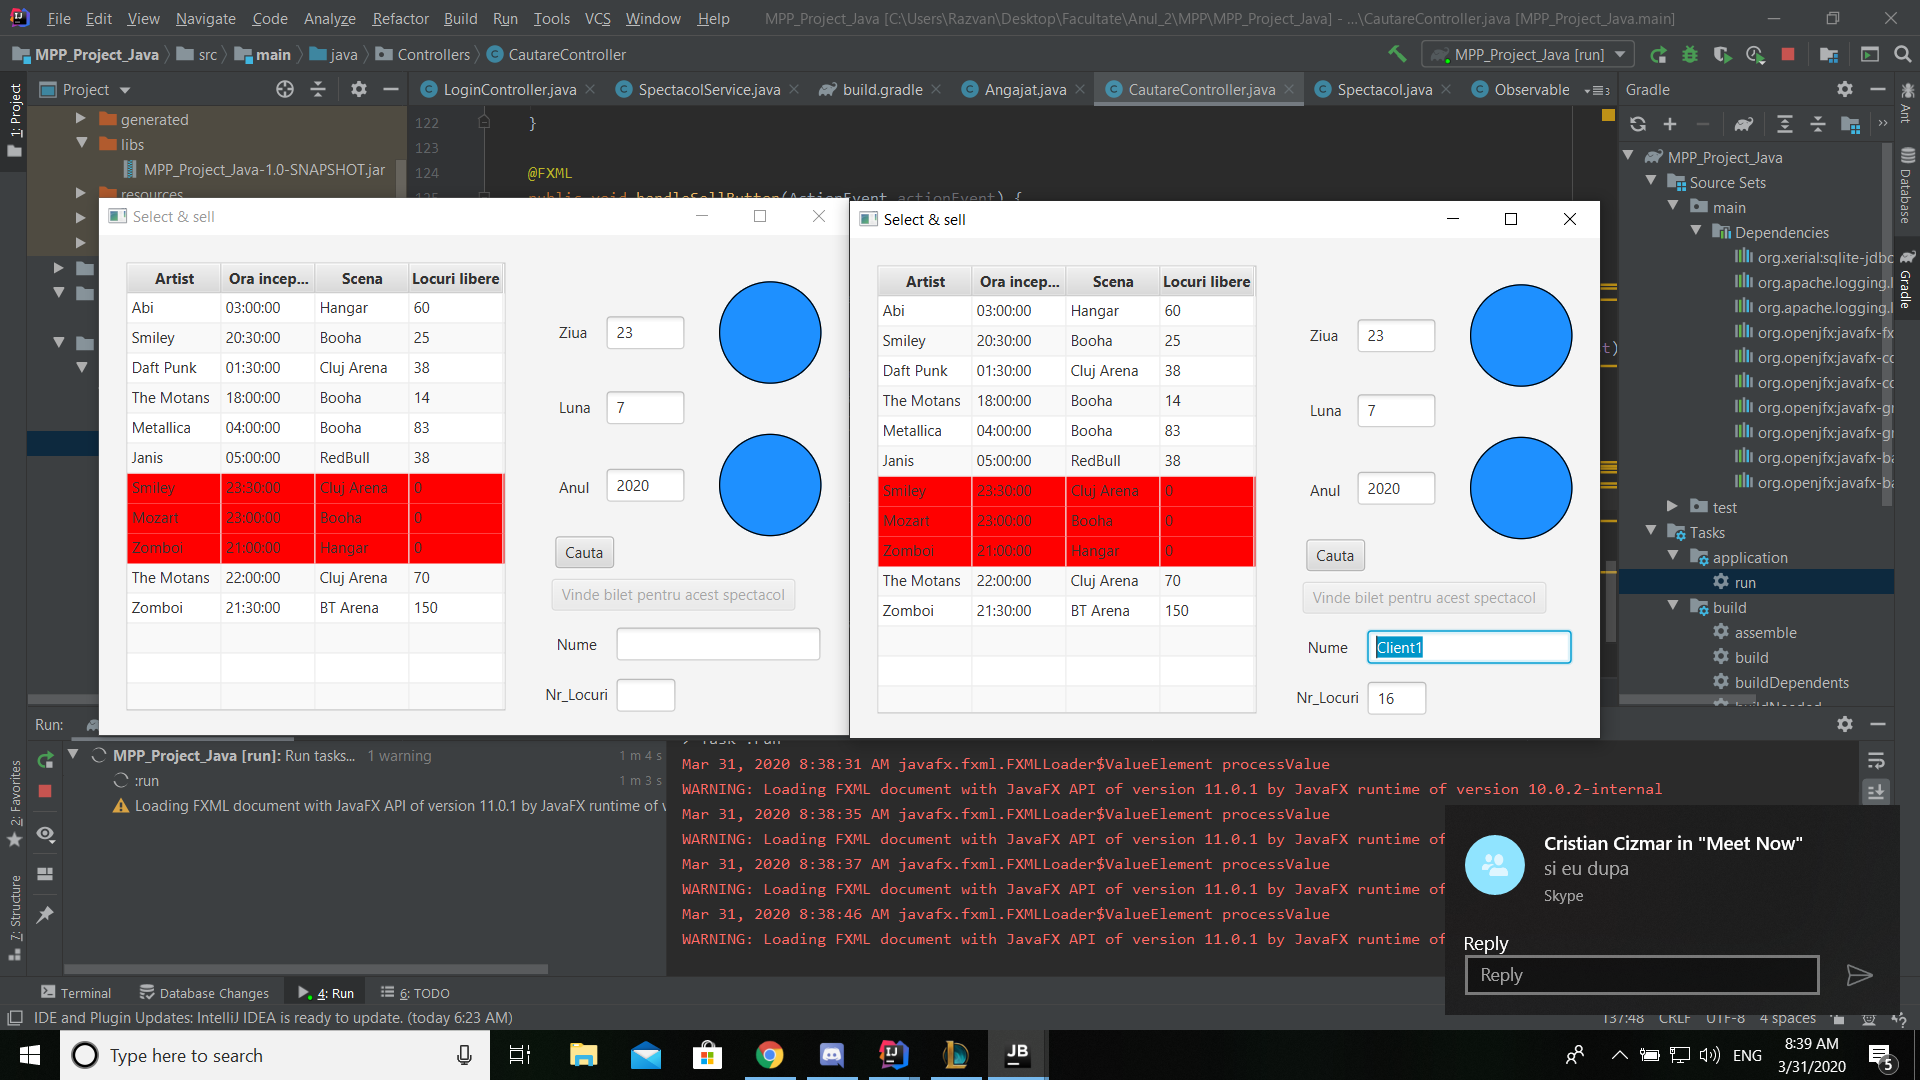 File Edit View Navigate Code Analyze Refactor Build Run Tools VCS Window Help MPP_Project_Java [C:\Users\Razvan\Desktop\Facultate\Anul_2\MPP\MPP_Project_Java] - ...\CautareController.java [MPP_Project_Java.main]
MPP_Project_Java src main java Controllers CautareController MPP_Project_Java [run]
1: Project
Project
LoginController.java SpectacolService.java build.gradle Angajat.java CautareController.java Spectacol.java Observable
generated
libs
MPP_Project_Java-1.0-SNAPSHOT.jar
resources
122 }
123
124 @FXML
public void handleSellButton(ActionEvent actionEvent) {
Gradle
MPP_Project_Java
Source Sets
main
Dependencies
org.xerial:sqlite-jdbc
org.apache.logging.
org.apache.logging.
org.openjfx:javafx-fx
org.openjfx:javafx-cc
org.openjfx:javafx-cc
org.openjfx:javafx-gr
org.openjfx:javafx-gr
org.openjfx:javafx-ba
org.openjfx:javafx-ba
test
Tasks
application
run
build
assemble
build
buildDependents
buildNeeded
Ant
Database
Gradle
Select & sell
Artist Ora incep... Scena Locuri libere
Abi 03:00:00 Hangar 60
Smiley 20:30:00 Booha 25
Daft Punk 01:30:00 Cluj Arena 38
The Motans 18:00:00 Booha 14
Metallica 04:00:00 Booha 83
Janis 05:00:00 RedBull 38
Smiley 23:30:00 Cluj Arena 0
Mozart 23:00:00 Booha 0
Zomboi 21:00:00 Hangar 0
The Motans 22:00:00 Cluj Arena 70
Zomboi 21:30:00 BT Arena 150
Ziua 23
Luna 7
Anul 2020
Cauta
Vinde bilet pentru acest spectacol
Nume
Nr_Locuri
Select & sell
Artist Ora incep... Scena Locuri libere
Abi 03:00:00 Hangar 60
Smiley 20:30:00 Booha 25
Daft Punk 01:30:00 Cluj Arena 38
The Motans 18:00:00 Booha 14
Metallica 04:00:00 Booha 83
Janis 05:00:00 RedBull 38
Smiley 23:30:00 Cluj Arena 0
Mozart 23:00:00 Booha 0
Zomboi 21:00:00 Hangar 0
The Motans 22:00:00 Cluj Arena 70
Zomboi 21:30:00 BT Arena 150
Ziua 23
Luna 7
Anul 2020
Cauta
Vinde bilet pentru acest spectacol
Nume Client1
Nr_Locuri 16
Run:
MPP_Project_Java [run]: Run tasks... 1 warning 1 m 4 s
:run 1 m 3 s
Loading FXML document with JavaFX API of version 11.0.1 by JavaFX runtime of v
> Task :run
Mar 31, 2020 8:38:31 AM javafx.fxml.FXMLLoader$ValueElement processValue
WARNING: Loading FXML document with JavaFX API of version 11.0.1 by JavaFX runtime of version 10.0.2-internal
Mar 31, 2020 8:38:35 AM javafx.fxml.FXMLLoader$ValueElement processValue
WARNING: Loading FXML document with JavaFX API of version 11.0.1 by JavaFX runtime of
Mar 31, 2020 8:38:37 AM javafx.fxml.FXMLLoader$ValueElement processValue
WARNING: Loading FXML document with JavaFX API of version 11.0.1 by JavaFX runtime of
Mar 31, 2020 8:38:46 AM javafx.fxml.FXMLLoader$ValueElement processValue
WARNING: Loading FXML document with JavaFX API of version 11.0.1 by JavaFX runtime of
2: Favorites
7: Structure
Cristian Cizmar in "Meet Now"
si eu dupa
Skype
Reply
Reply
Terminal Database Changes 4: Run 6: TODO
IDE and Plugin Updates: IntelliJ IDEA is ready to update. (today 6:23 AM) 137:48 CRLF UTF-8 4 spaces
Type here to search
JB
ENG
8:39 AM
3/31/2020
5